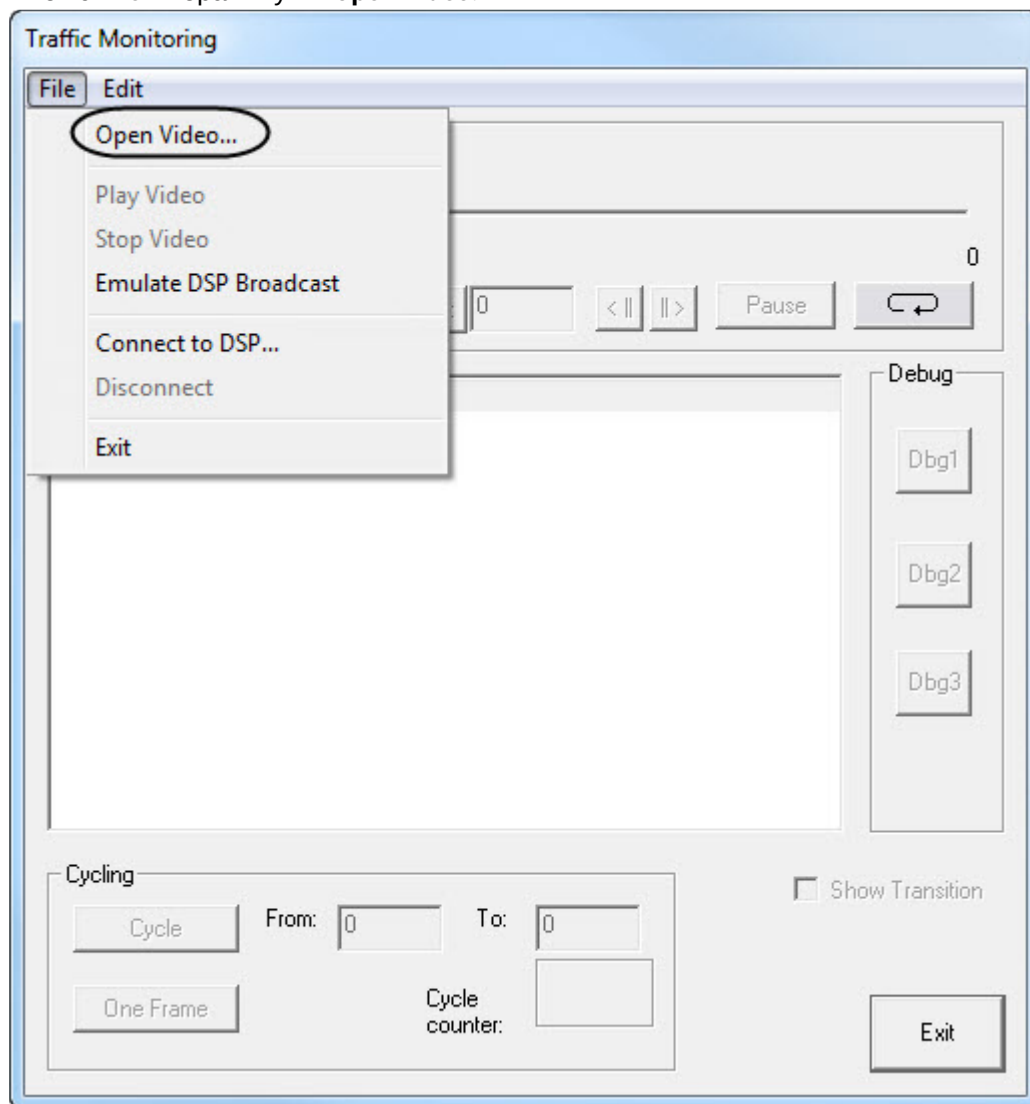 Traffic Monitoring
File Edit
Open Video...
Play Video
Stop Video
Emulate DSP Broadcast
Connect to DSP...
Disconnect
Exit
0
0 < || || > Pause
Debug
Dbg1
Dbg2
Dbg3
Cycling
Cycle From: 0 To: 0
Show Transition
One Frame Cycle
counter:
Exit